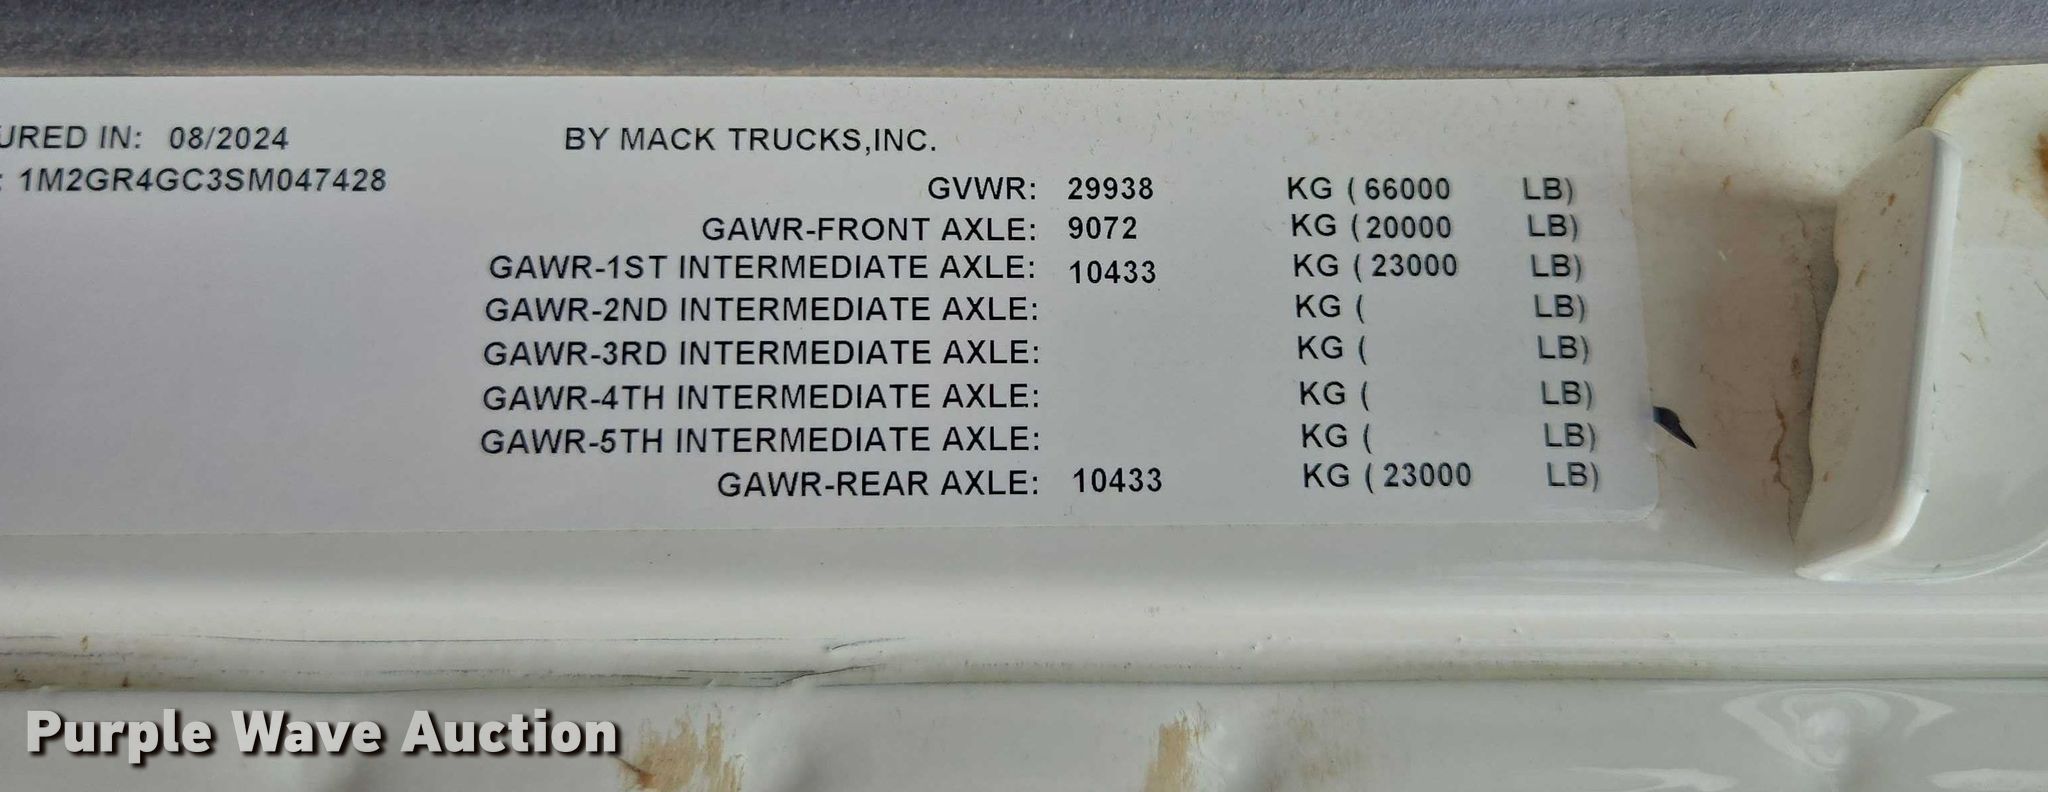 URED IN: 08/2024 BY MACK TRUCKS,INC.
: 1M2GR4GC3SM047428
GVWR: 29938 KG ( 66000 LB)
GAWR-FRONT AXLE: 9072 KG ( 20000 LB)
GAWR-1ST INTERMEDIATE AXLE: 10433 KG ( 23000 LB)
GAWR-2ND INTERMEDIATE AXLE: KG ( LB)
GAWR-3RD INTERMEDIATE AXLE: KG ( LB)
GAWR-4TH INTERMEDIATE AXLE: KG ( LB)
GAWR-5TH INTERMEDIATE AXLE: KG ( LB)
GAWR-REAR AXLE: 10433 KG ( 23000 LB)
Purple Wave Auction